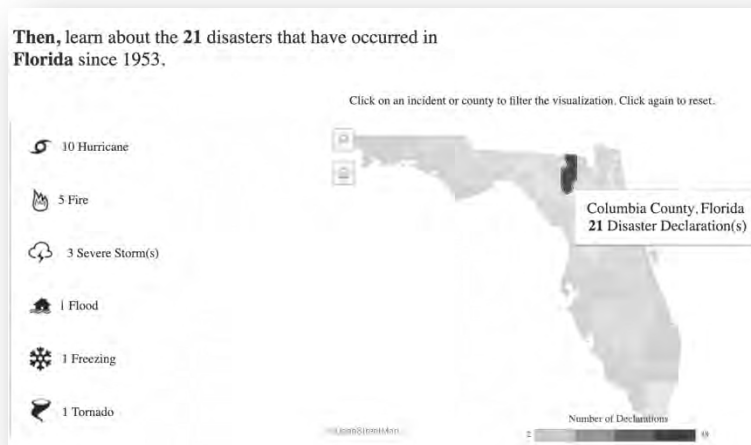 Then, learn about the 21 disasters that have occurred in
Florida since 1953.
Click on an incident or county to filter the visualization. Click again to reset.
10 Hurricane
5 Fire
3 Severe Storm(s)
1 Flood
1 Freezing
1 Tornado
Columbia County, Florida
21 Disaster Declaration(s)
Number of Declarations
2